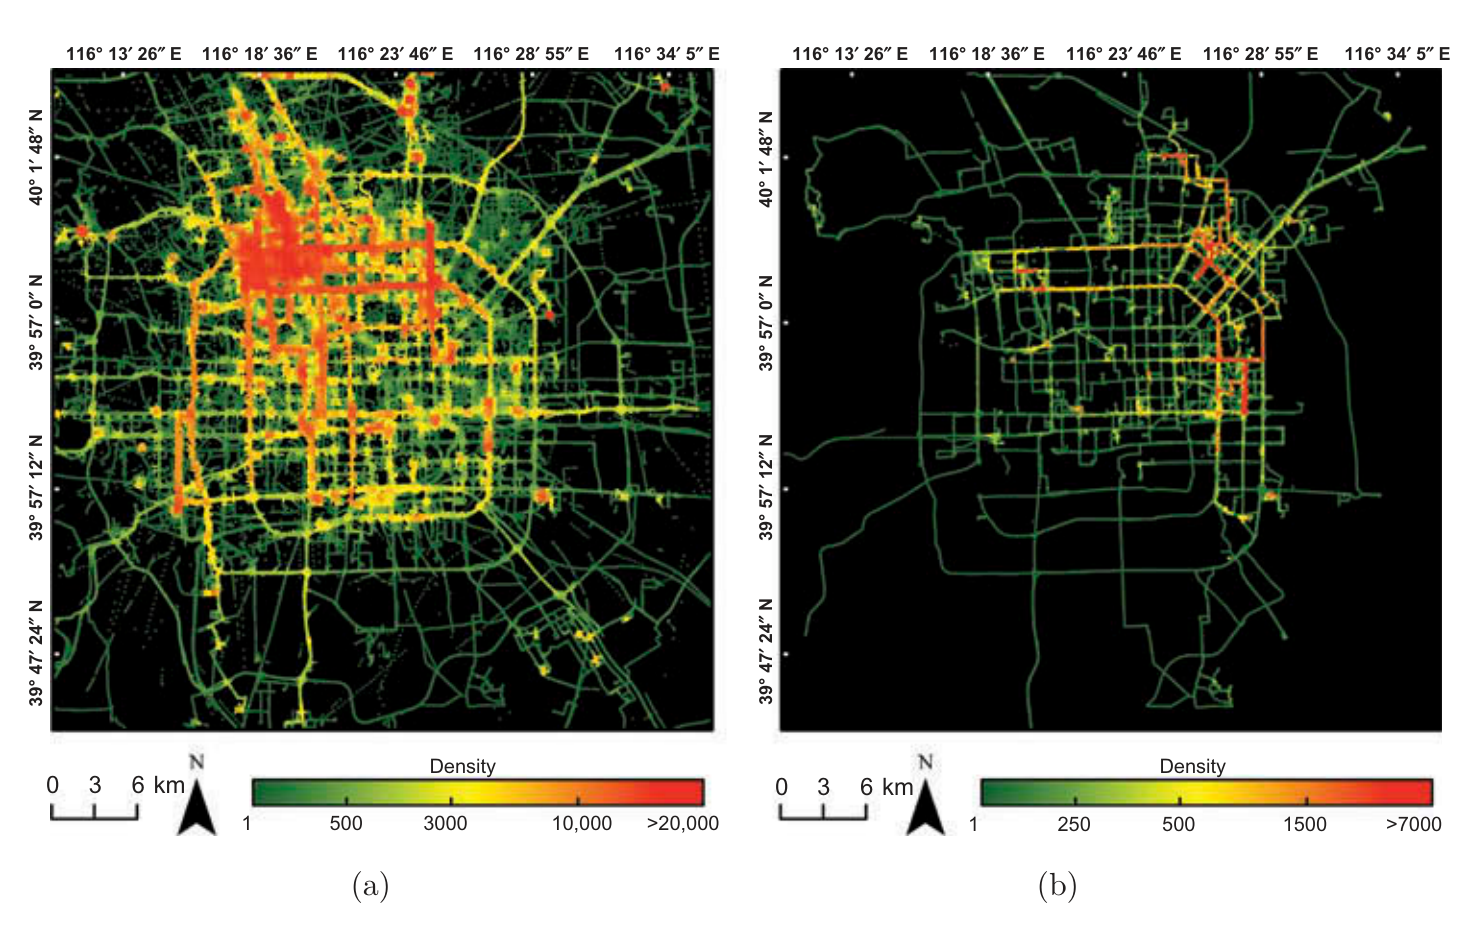 116° 13′ 26″ E 116° 18′ 36″ E 116° 23′ 46″ E 116° 28′ 55″ E 116° 34′ 5″ E
40° 1′ 48″ N
39° 57′ 0″ N
39° 57′ 12″ N
39° 47′ 24″ N
N
0 3 6 km
Density
1 500 3000 10,000 >20,000
(a)
116° 13′ 26″ E 116° 18′ 36″ E 116° 23′ 46″ E 116° 28′ 55″ E 116° 34′ 5″ E
40° 1′ 48″ N
39° 57′ 0″ N
39° 57′ 12″ N
39° 47′ 24″ N
N
0 3 6 km
Density
1 250 500 1500 >7000
(b)